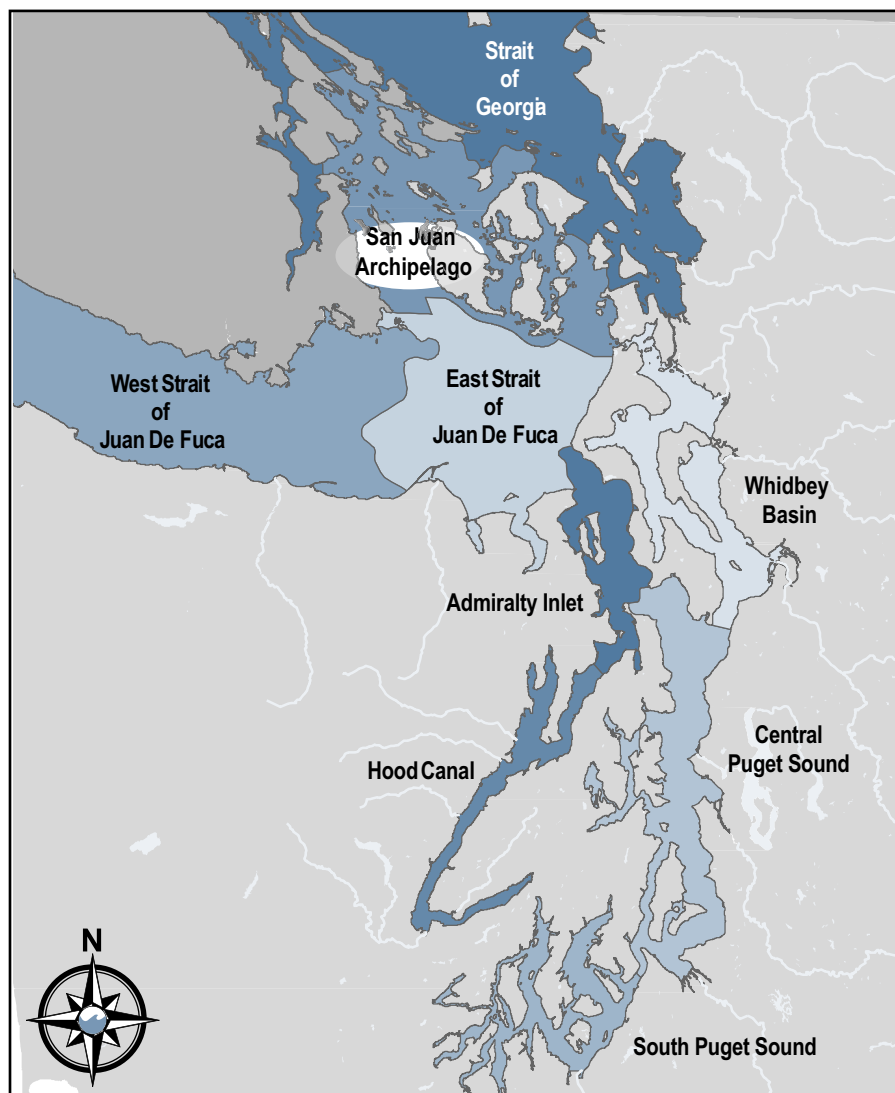 Strait
of
Georgia
San Juan
Archipelago
West Strait
of
Juan De Fuca
East Strait
of
Juan De Fuca
Whidbey
Basin
Admiralty Inlet
Central
Puget Sound
Hood Canal
N
South Puget Sound